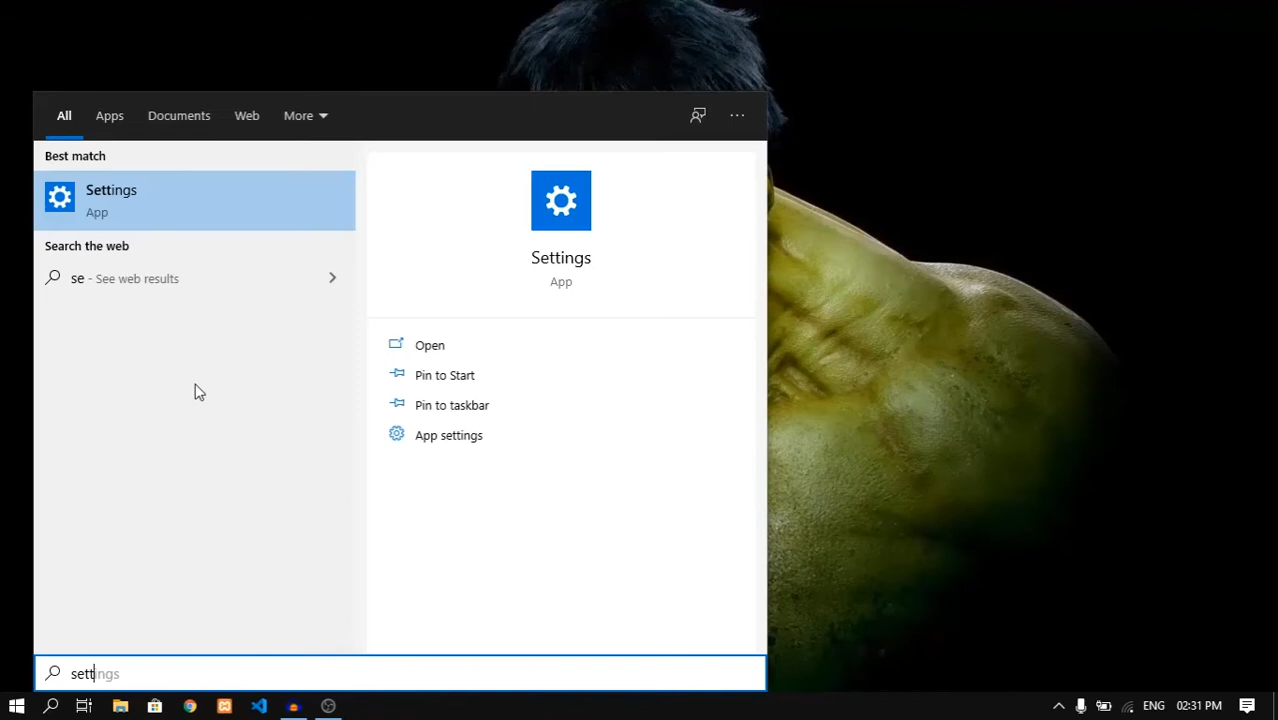 All Apps Documents Web More
Best match
Settings
App
Search the web
se - See web results
Settings
App
Open
Pin to Start
Pin to taskbar
App settings
settings
ENG 02:31 PM